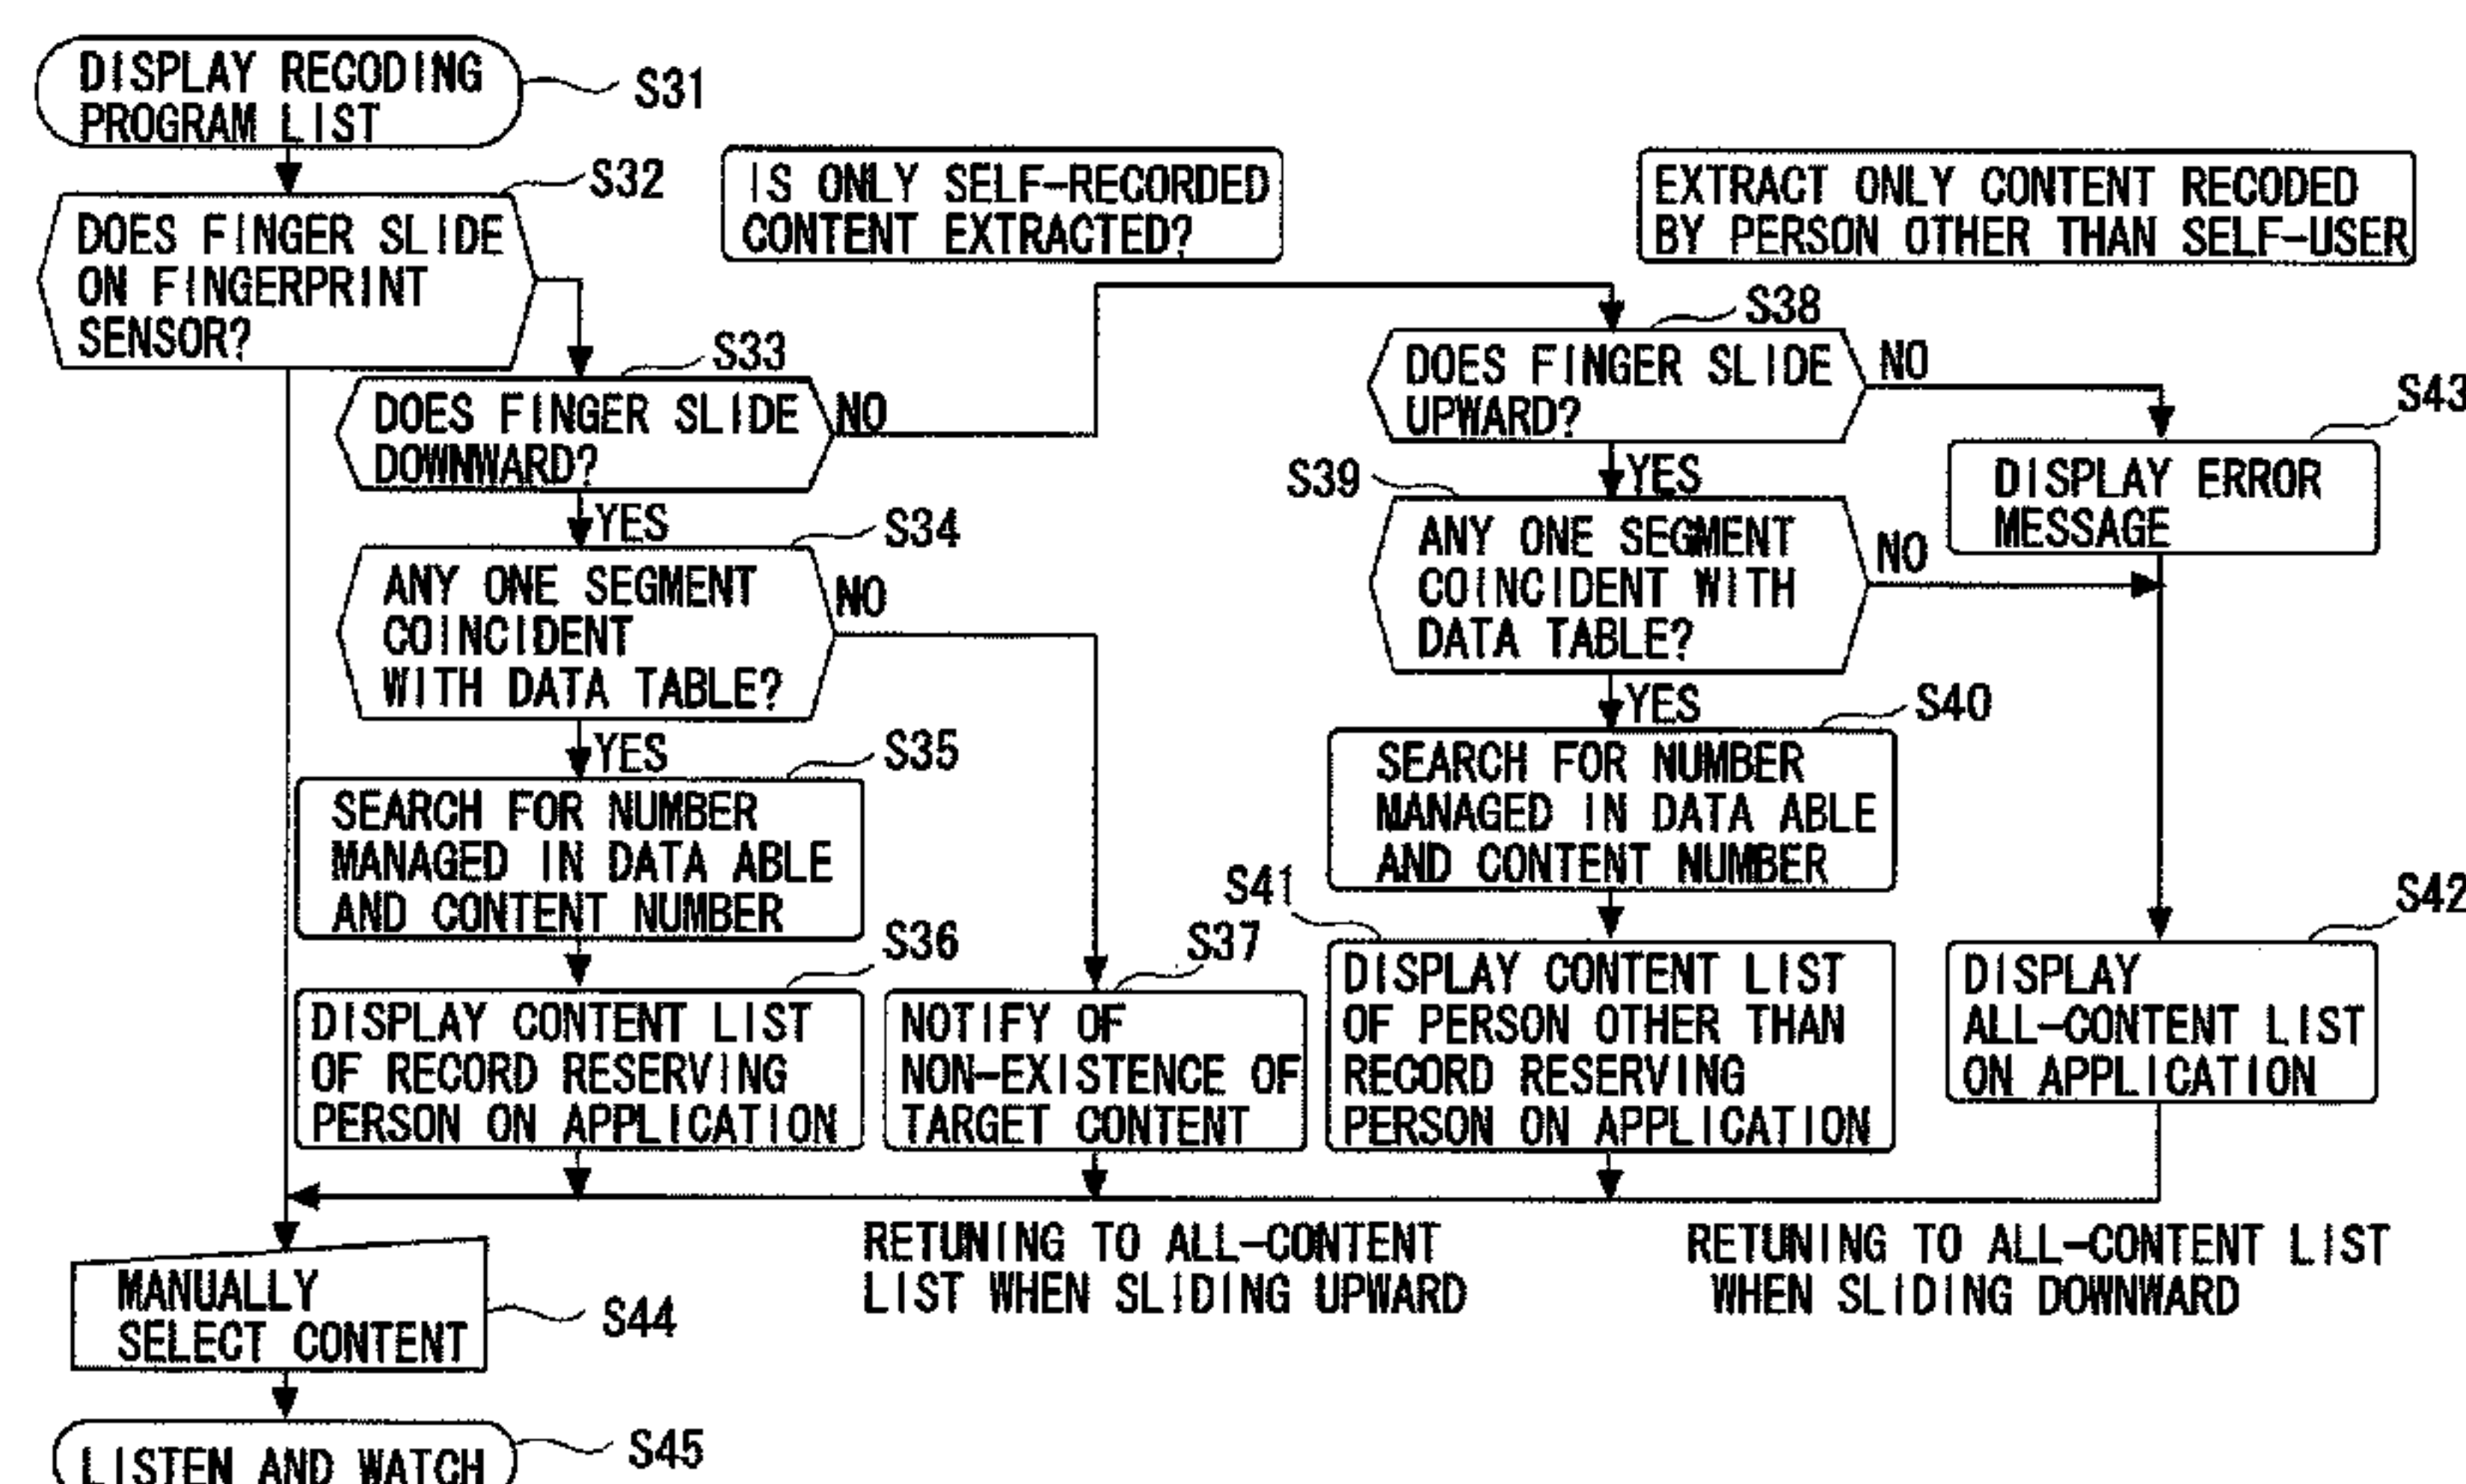 DISPLAY RECODING
PROGRAM LIST
S31
DOES FINGER SLIDE
ON FINGERPRINT
SENSOR?
S32
IS ONLY SELF-RECORDED
CONTENT EXTRACTED?
EXTRACT ONLY CONTENT RECODED
BY PERSON OTHER THAN SELF-USER
S33
DOES FINGER SLIDE
DOWNWARD?
NO
YES
S34
ANY ONE SEGMENT
COINCIDENT
WITH DATA TABLE?
NO
YES
S35
SEARCH FOR NUMBER
MANAGED IN DATA ABLE
AND CONTENT NUMBER
S36
DISPLAY CONTENT LIST
OF RECORD RESERVING
PERSON ON APPLICATION
S37
NOTIFY OF
NON-EXISTENCE OF
TARGET CONTENT
S38
DOES FINGER SLIDE
UPWARD?
NO
YES
S39
ANY ONE SEGMENT
COINCIDENT WITH
DATA TABLE?
NO
YES
S40
SEARCH FOR NUMBER
MANAGED IN DATA ABLE
AND CONTENT NUMBER
S41
DISPLAY CONTENT LIST
OF PERSON OTHER THAN
RECORD RESERVING
PERSON ON APPLICATION
S43
DISPLAY ERROR
MESSAGE
S42
DISPLAY
ALL-CONTENT LIST
ON APPLICATION
RETUNING TO ALL-CONTENT
LIST WHEN SLIDING UPWARD
RETUNING TO ALL-CONTENT LIST
WHEN SLIDING DOWNWARD
MANUALLY
SELECT CONTENT
S44
LISTEN AND WATCH
S45